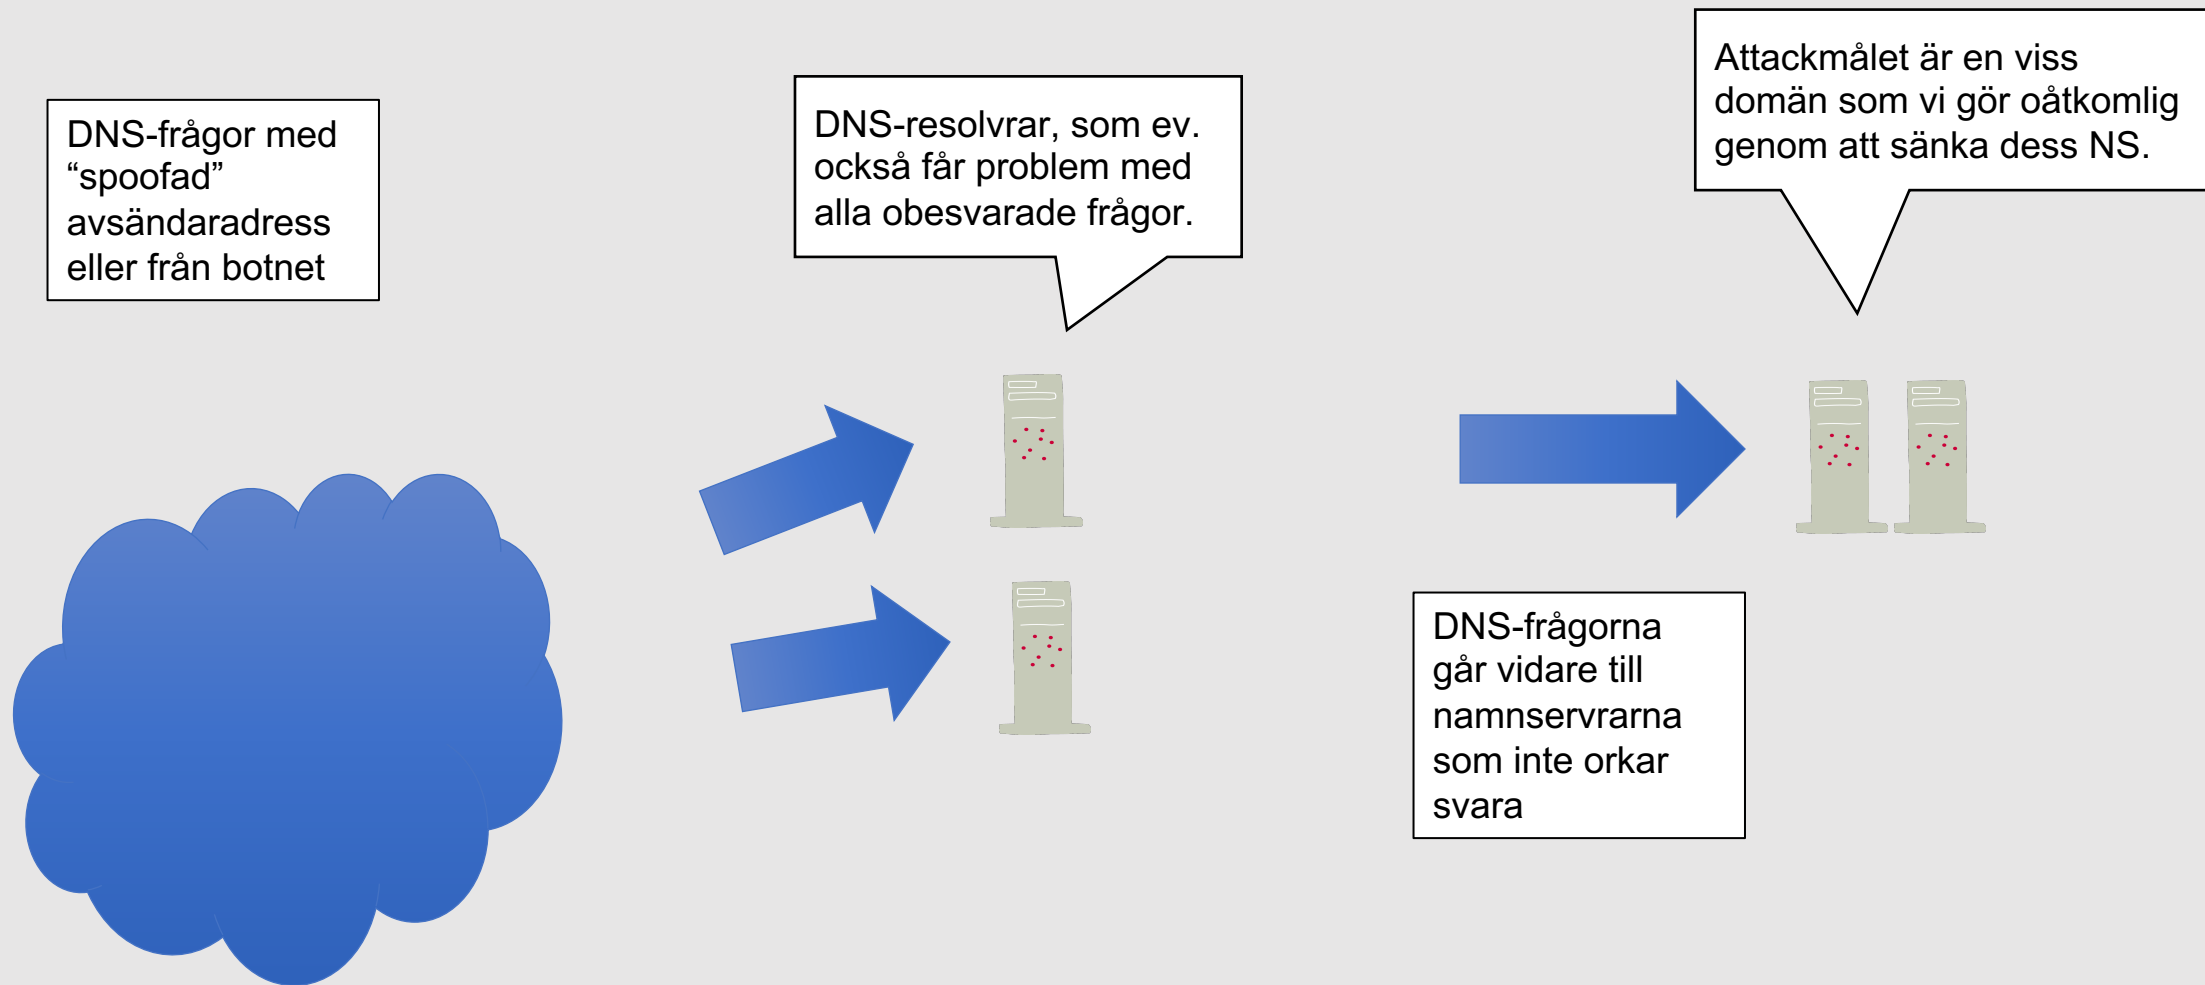 DNS-frågor med
“spoofad”
avsändaradress
eller från botnet
DNS-resolvrar, som ev.
också får problem med
alla obesvarade frågor.
Attackmålet är en viss
domän som vi gör oåtkomlig
genom att sänka dess NS.
DNS-frågorna
går vidare till
namnservrarna
som inte orkar
svara